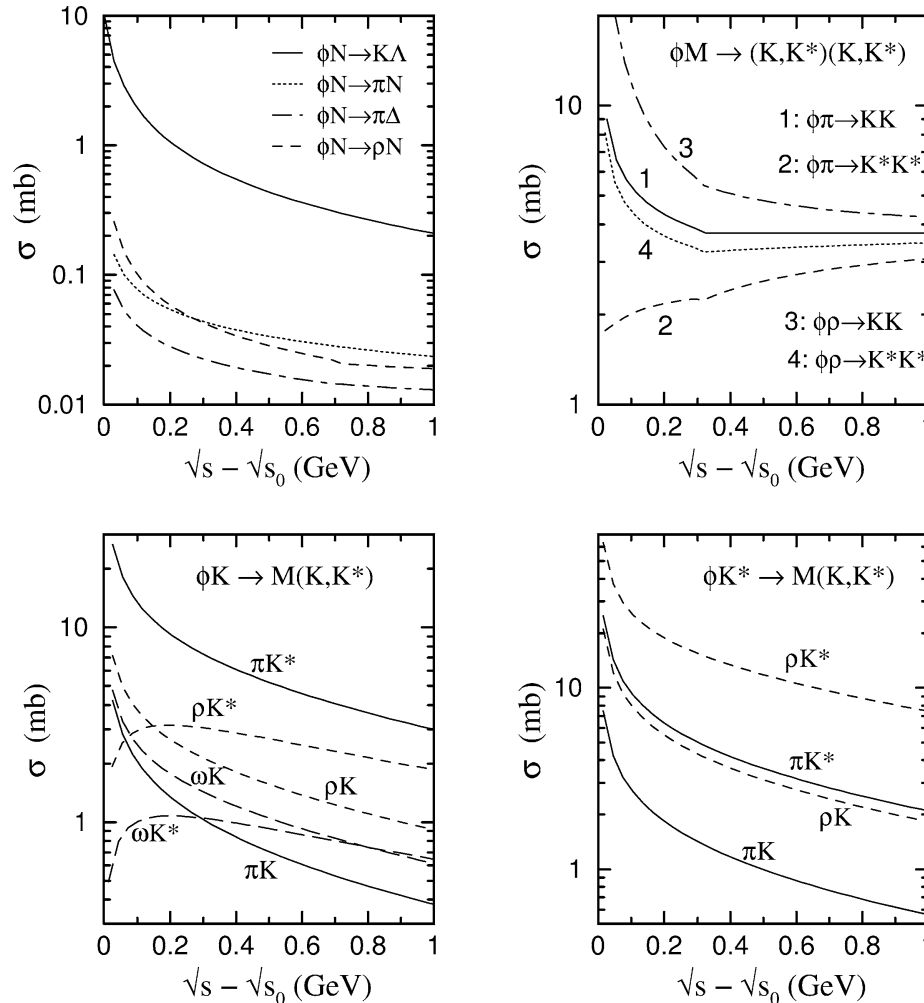 10
1
0.1
0.01
σ (mb)
ϕN→KΛ
ϕN→πN
ϕN→πΔ
ϕN→ρN
0 0.2 0.4 0.6 0.8 1
√s − √s₀ (GeV)
10
1
σ (mb)
ϕM → (K,K*)(K,K*)
1: ϕπ→KK
2: ϕπ→K*K*
3
1
4
2
3: ϕρ→KK
4: ϕρ→K*K*
0 0.2 0.4 0.6 0.8 1
√s − √s₀ (GeV)
10
1
σ (mb)
ϕK → M(K,K*)
πK*
ρK*
ωK
ρK
ωK*
πK
0 0.2 0.4 0.6 0.8 1
√s − √s₀ (GeV)
10
1
σ (mb)
ϕK* → M(K,K*)
ρK*
πK*
ρK
πK
0 0.2 0.4 0.6 0.8 1
√s − √s₀ (GeV)